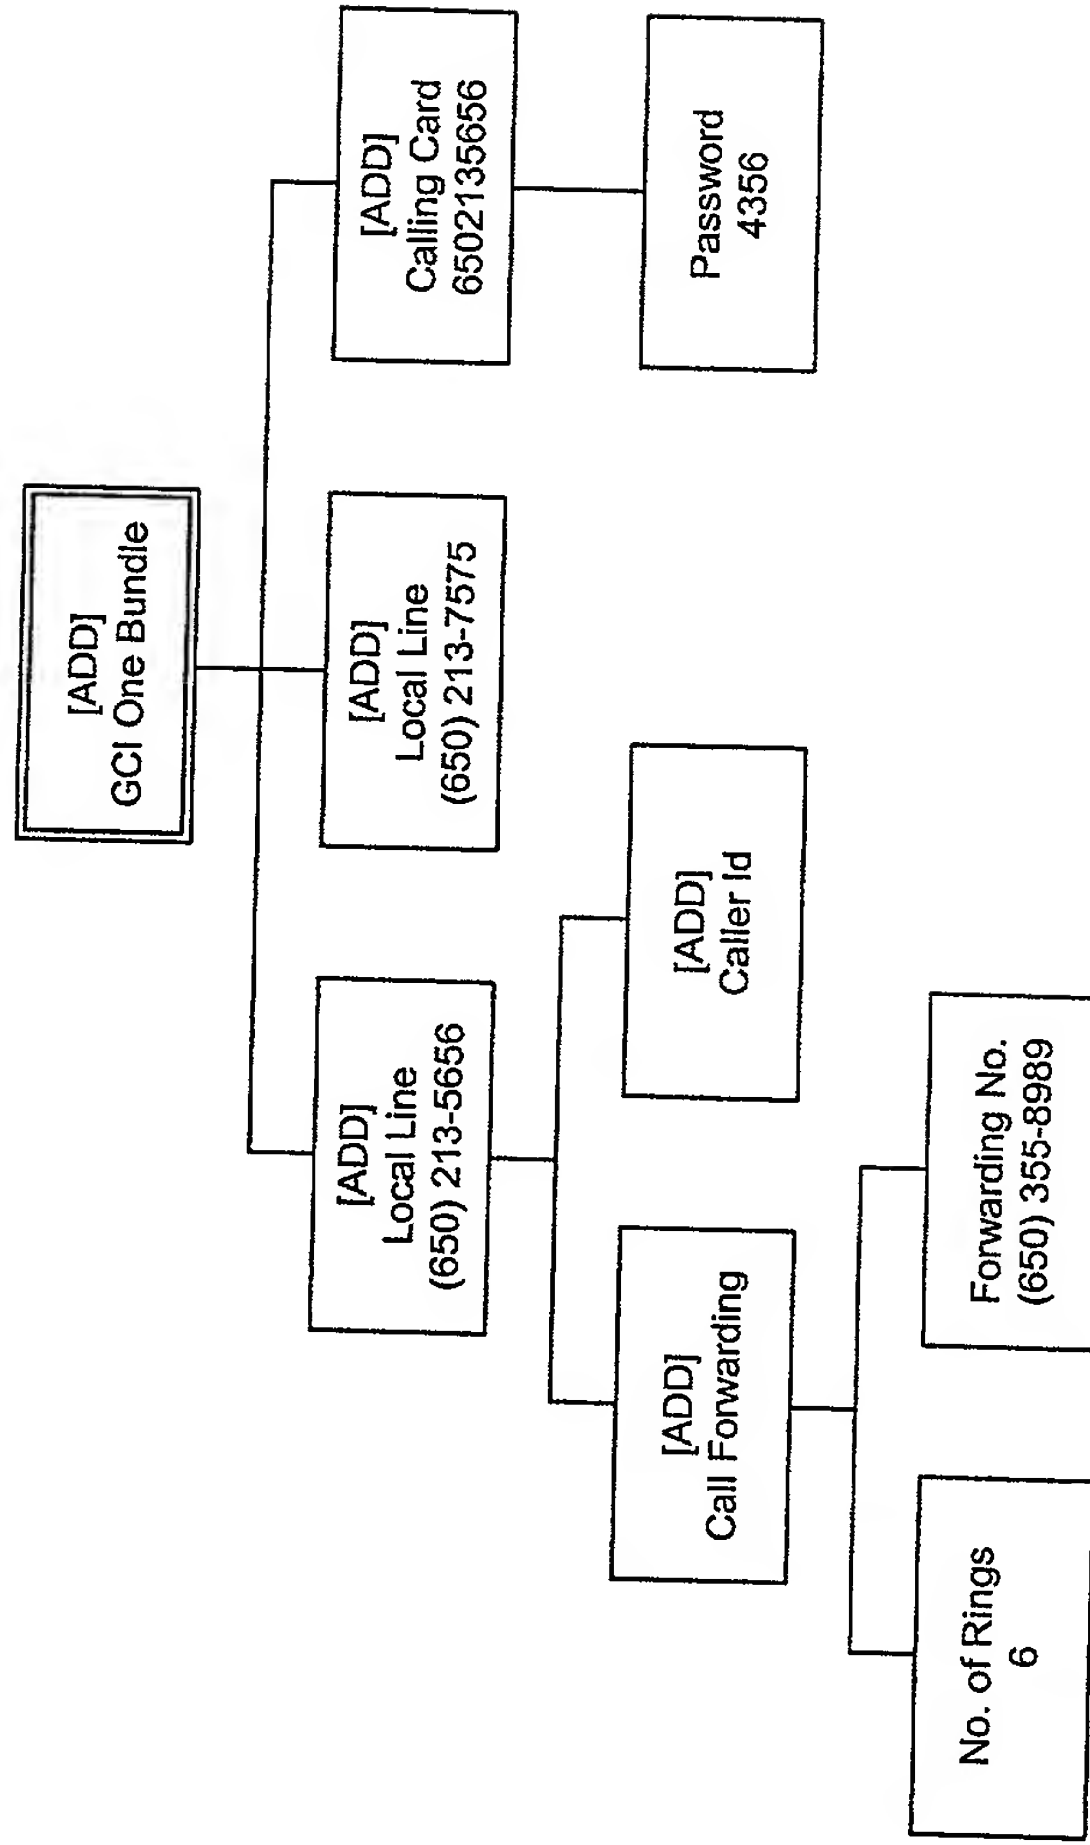 [ADD]
GCI One Bundle
[ADD]
Local Line
(650) 213-5656
[ADD]
Local Line
(650) 213-7575
[ADD]
Calling Card
6502135656
[ADD]
Call Forwarding
[ADD]
Caller Id
Password
4356
No. of Rings
6
Forwarding No.
(650) 355-8989